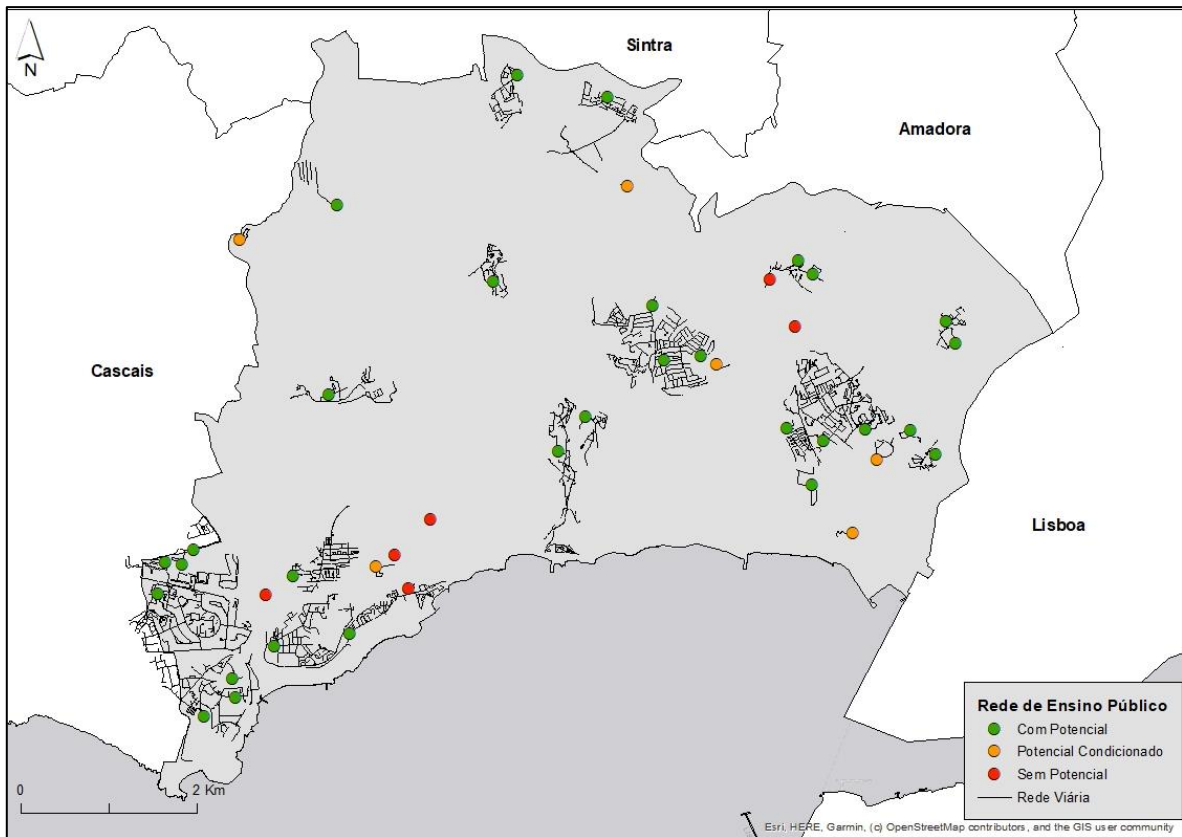 N
Sintra
Amadora
Cascais
Lisboa
Rede de Ensino Público
Com Potencial
Potencial Condicionado
Sem Potencial
Rede Viária
0 2 Km
Esri, HERE, Garmin, (c) OpenStreetMap contributors, and the GIS user community